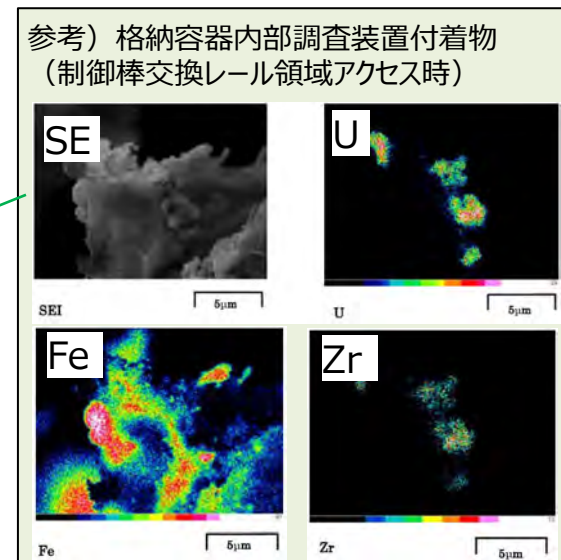 参考）格納容器内部調査装置付着物
（制御棒交換レール領域アクセス時）
SE
U
SEI
5μm
U
5μm
Fe
Zr
Fe
5μm
Zr
5μm